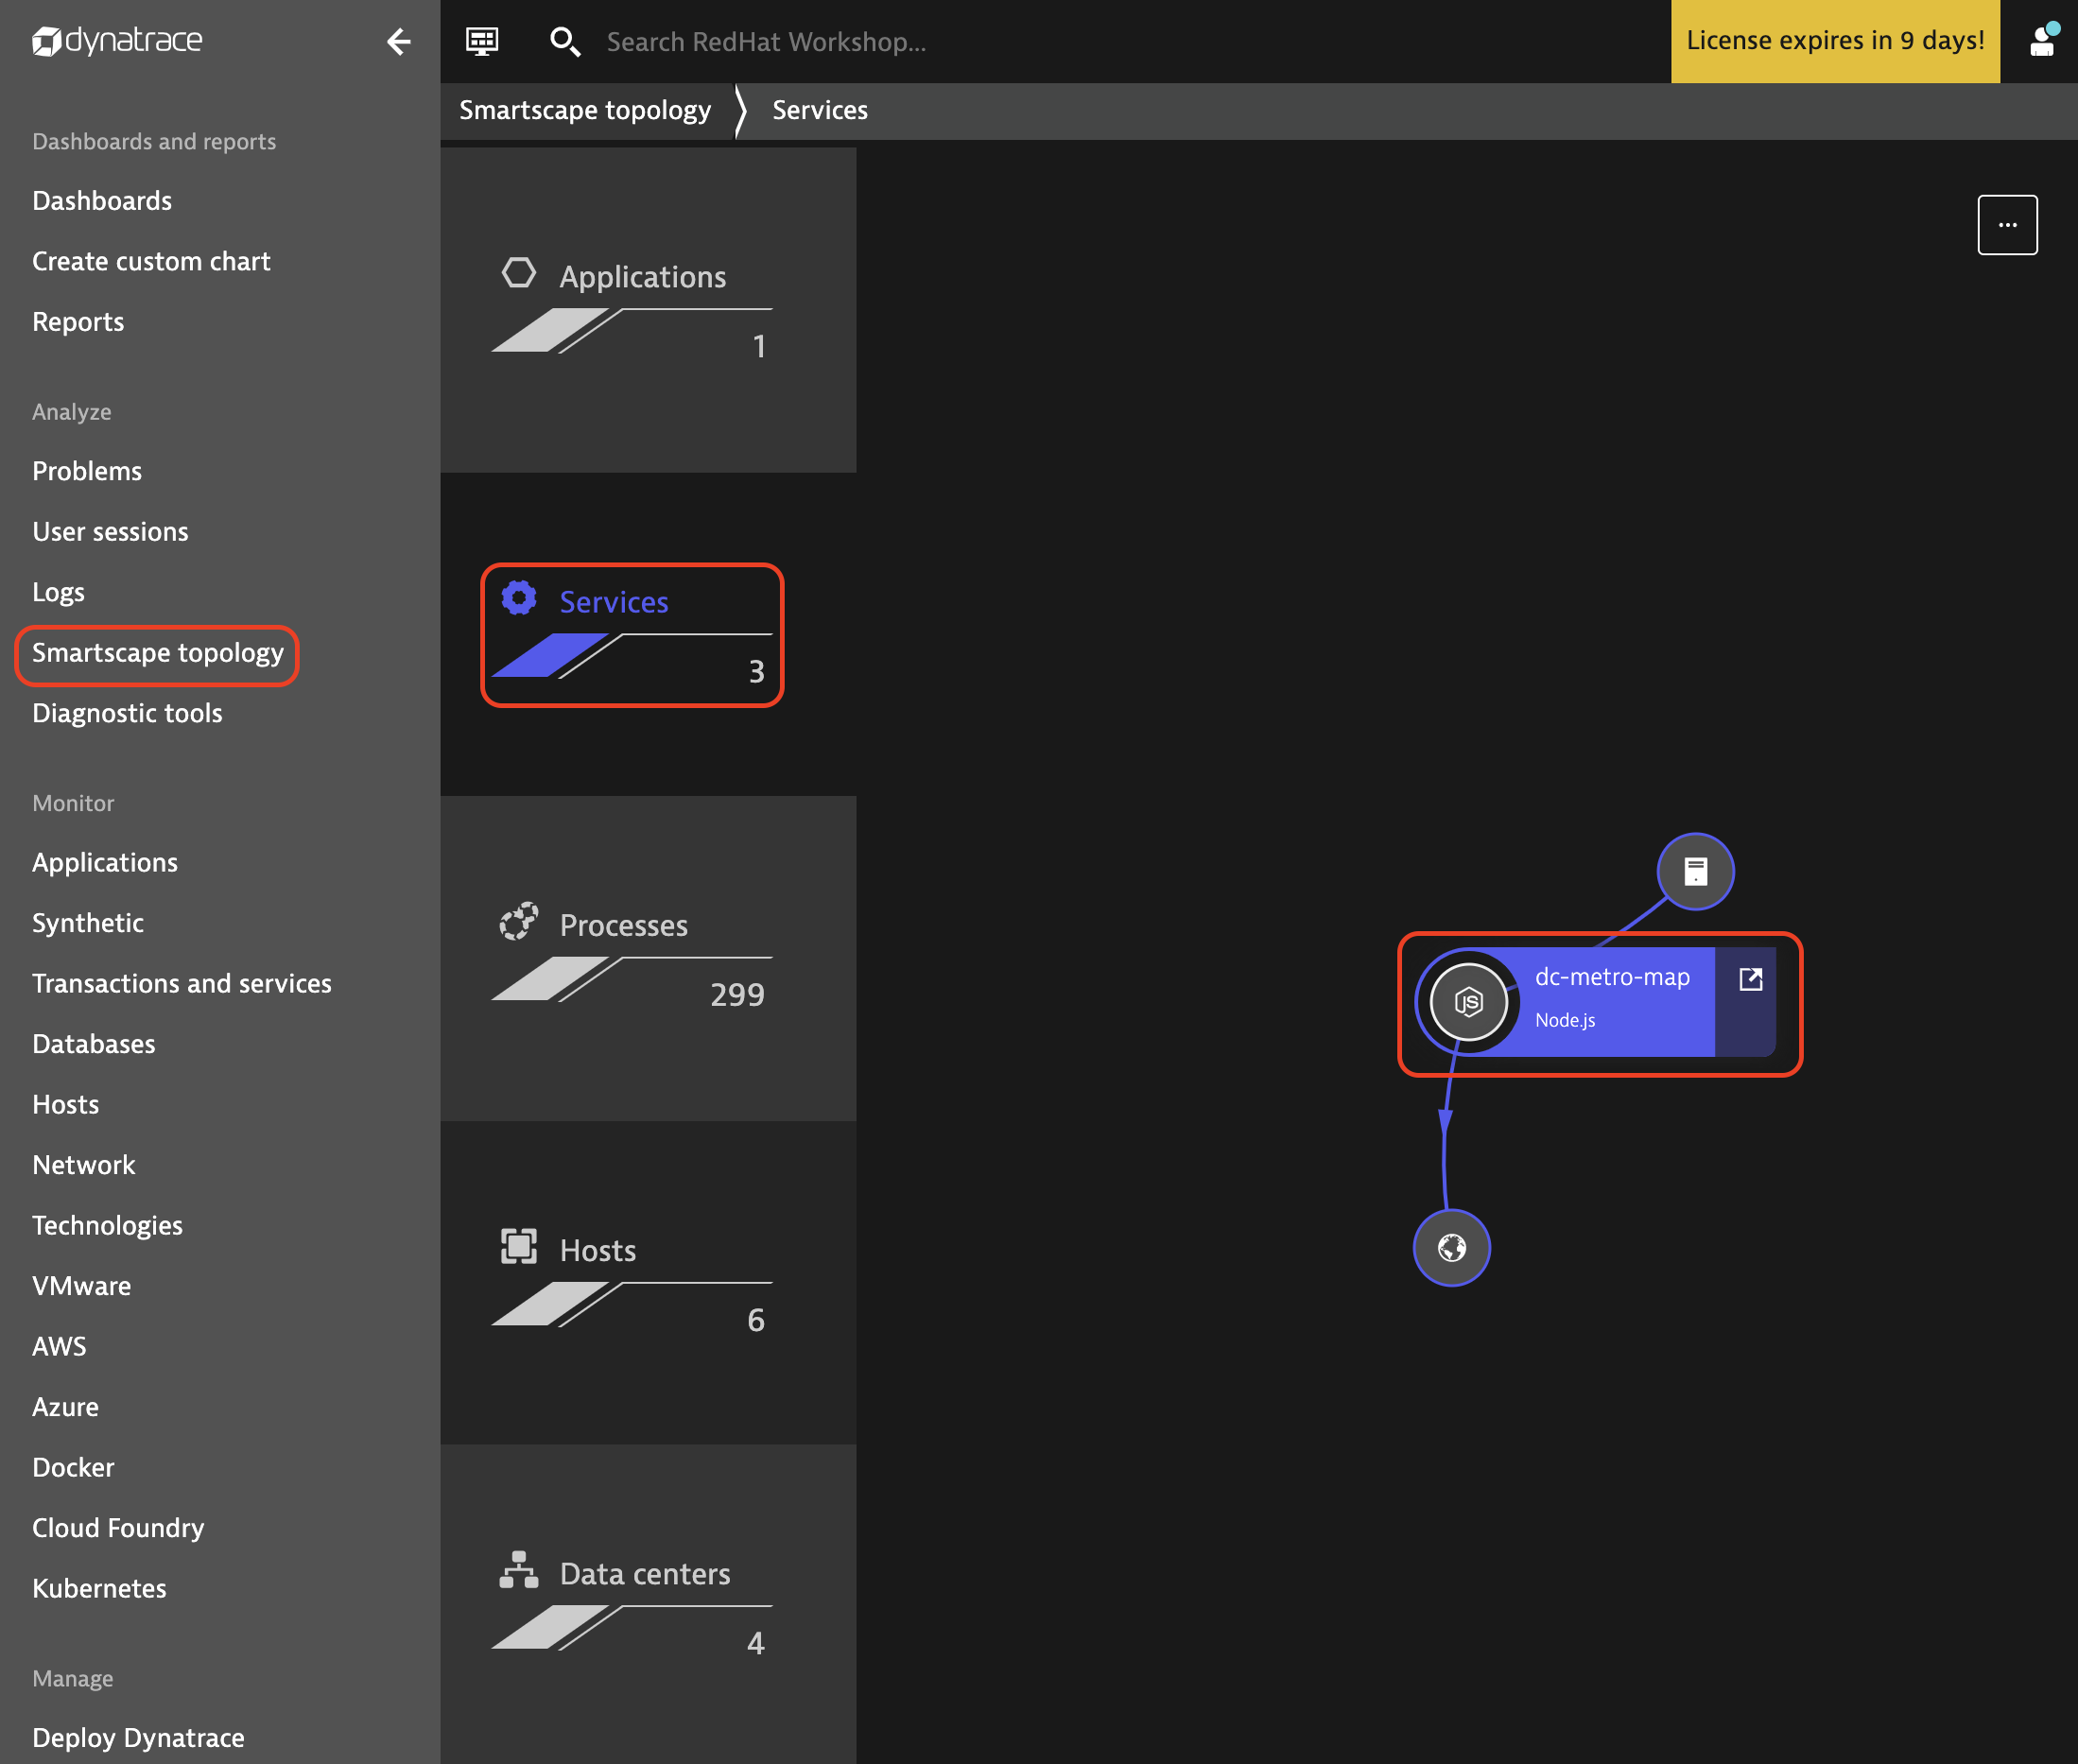 dynatrace
Search RedHat Workshop...
License expires in 9 days!
Smartscape topology
Services
Dashboards and reports
Dashboards
Create custom chart
Reports
Analyze
Problems
User sessions
Logs
Smartscape topology
Diagnostic tools
Monitor
Applications
Synthetic
Transactions and services
Databases
Hosts
Network
Technologies
VMware
AWS
Azure
Docker
Cloud Foundry
Kubernetes
Manage
Deploy Dynatrace
Applications
1
Services
3
Processes
299
Hosts
6
Data centers
4
...
JS
dc-metro-map
Node.js